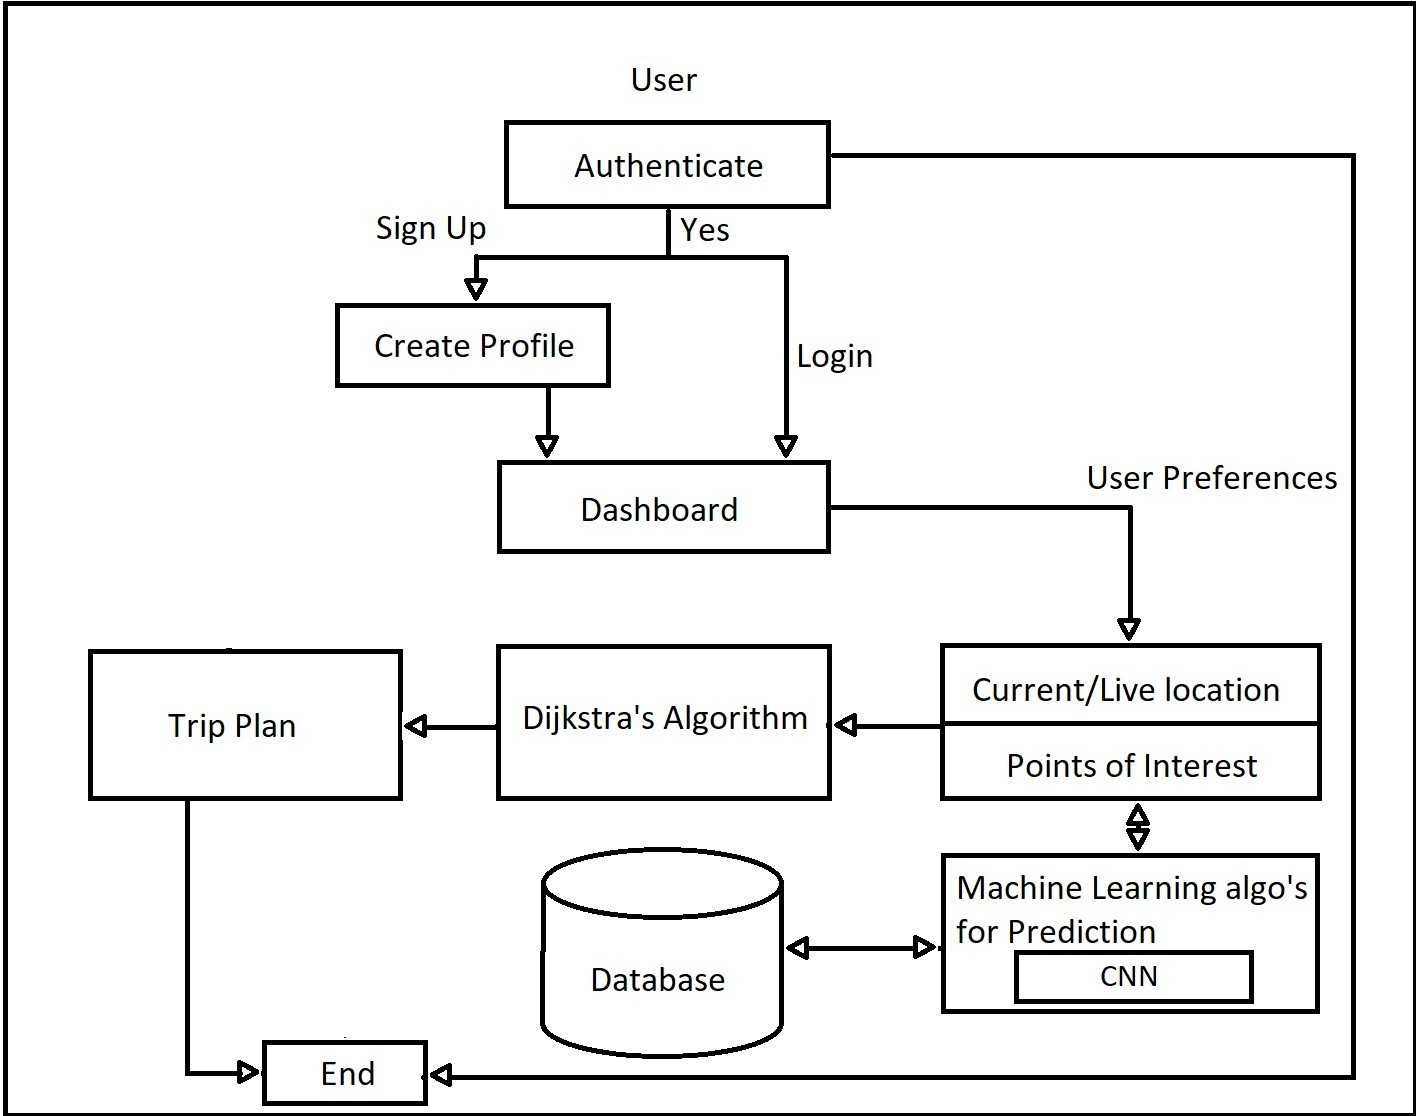 User
Authenticate
Sign Up
Yes
Create Profile
Login
Dashboard
User Preferences
Trip Plan
Dijkstra's Algorithm
Current/Live location
Points of Interest
Machine Learning algo's
for Prediction
CNN
Database
End